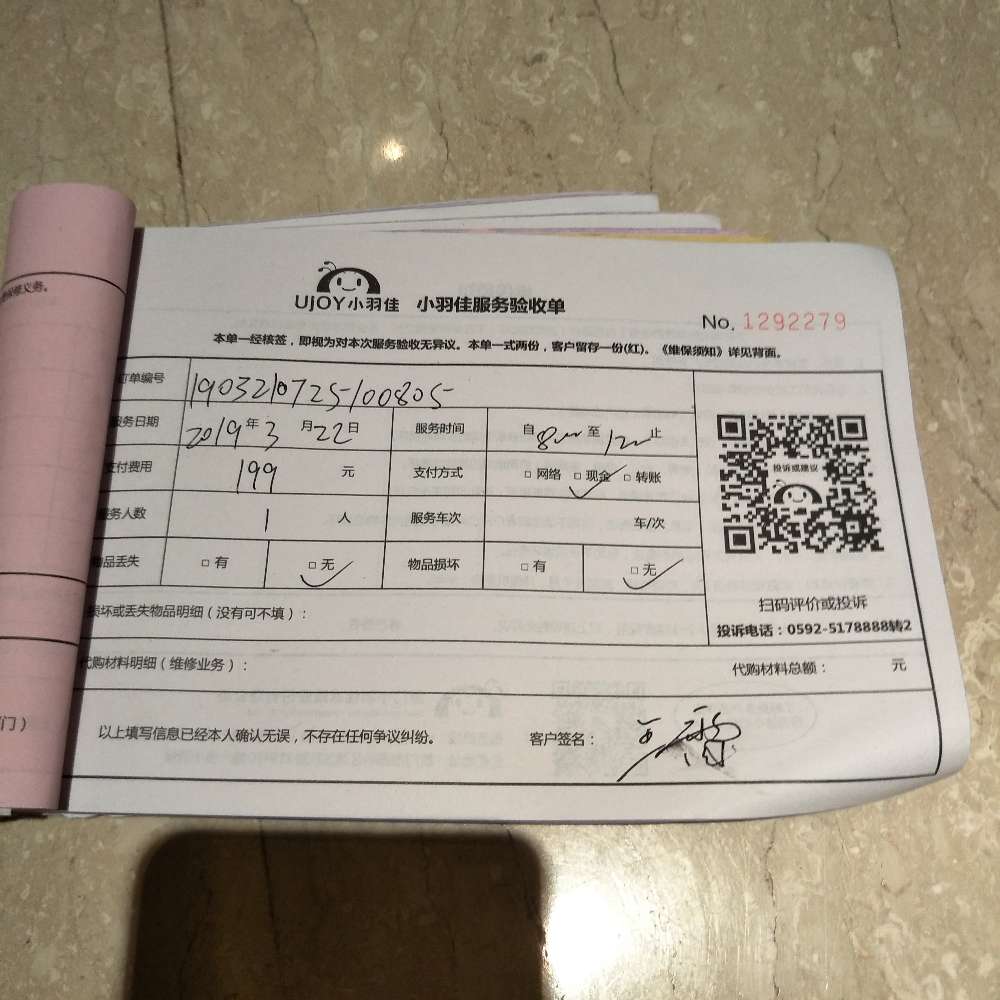 修义务。
UJOY小羽佳 小羽佳服务验收单
No. 1292279
本单一经核签，即视为对本次服务验收无异议。本单一式两份，客户留存一份(红)。《维保须知》详见背面。
订单编号 1903210725100805
服务日期 2019年3月22日 服务时间 自 8:00 至 12:00 止
支付费用 199 元 支付方式 □ 网络 □ 现金 □ 转账
服务人数 1 人 服务车次 车/次
物品丢失 □ 有 □ 无 物品损坏 □ 有 □ 无
投诉或建议
扫码评价或投诉
投诉电话：0592-5178888转2
损坏或丢失物品明细（没有可不填）：
代购材料明细（维修业务）： 代购材料总额： 元
门）
以上填写信息已经本人确认无误，不存在任何争议纠纷。 客户签名：